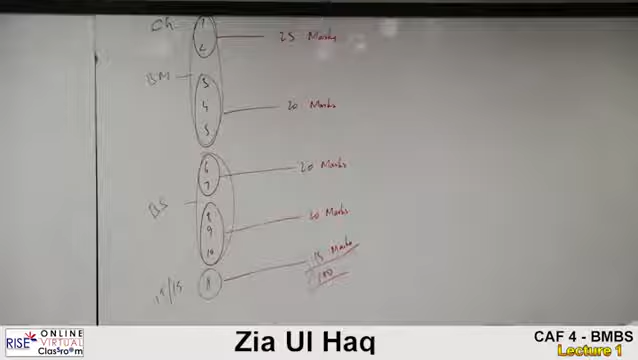 Ch 1 25 Marks
2
3
BM 4 20 Marks
5
6 20 Marks
7
BS 8 20 Marks
9
10
11 15 Marks
100
RISE ONLINE VIRTUAL Classroom
Zia Ul Haq
CAF 4 - BMBS
Lecture 1